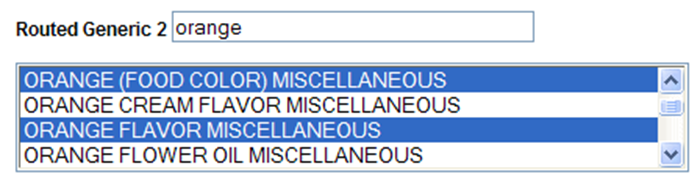 Routed Generic 2 orange
ORANGE (FOOD COLOR) MISCELLANEOUS
ORANGE CREAM FLAVOR MISCELLANEOUS
ORANGE FLAVOR MISCELLANEOUS
ORANGE FLOWER OIL MISCELLANEOUS